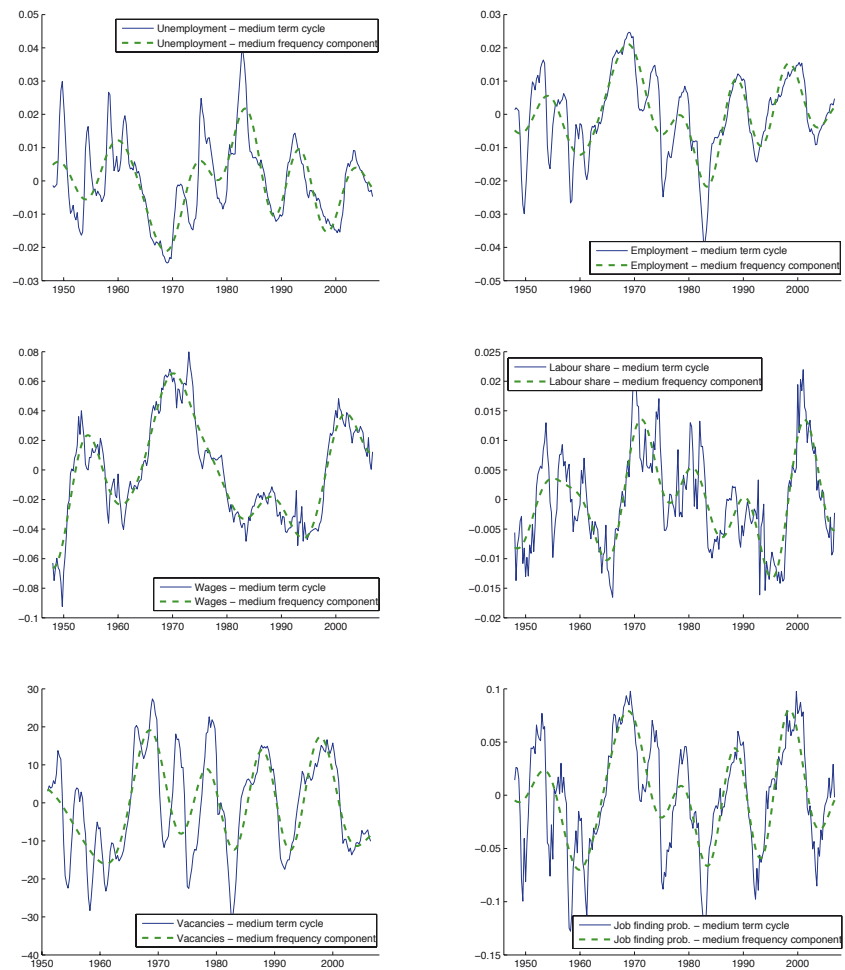 0.05
Unemployment – medium term cycle
Unemployment – medium frequency component
0.04
0.03
0.02
0.01
0
−0.01
−0.02
−0.03
1950 1960 1970 1980 1990 2000
0.03
0.02
0.01
0
−0.01
−0.02
−0.03
−0.04
Employment – medium term cycle
Employment – medium frequency component
−0.05
1950 1960 1970 1980 1990 2000
0.08
0.06
0.04
0.02
0
−0.02
−0.04
−0.06
−0.08
Wages – medium term cycle
Wages – medium frequency component
−0.1
1950 1960 1970 1980 1990 2000
0.025
Labour share – medium term cycle
Labour share – medium frequency component
0.02
0.015
0.01
0.005
0
−0.005
−0.01
−0.015
−0.02
1950 1960 1970 1980 1990 2000
30
20
10
0
−10
−20
−30
Vacancies – medium term cycle
Vacancies – medium frequency component
−40
1950 1960 1970 1980 1990 2000
0.1
0.05
0
−0.05
−0.1
Job finding prob. – medium term cycle
Job finding prob. – medium frequency component
−0.15
1950 1960 1970 1980 1990 2000